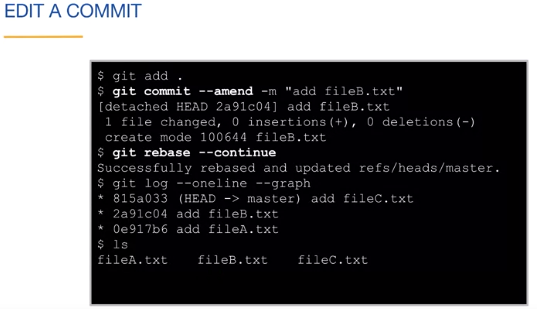 EDIT A COMMIT
$ git add .
$ git commit --amend -m "add fileB.txt"
[detached HEAD 2a91c04] add fileB.txt
1 file changed, 0 insertions(+), 0 deletions(-)
create mode 100644 fileB.txt
$ git rebase --continue
Successfully rebased and updated refs/heads/master.
$ git log --oneline --graph
* 815a033 (HEAD -> master) add fileC.txt
* 2a91c04 add fileB.txt
* 0e917b6 add fileA.txt
$ ls
fileA.txt fileB.txt fileC.txt